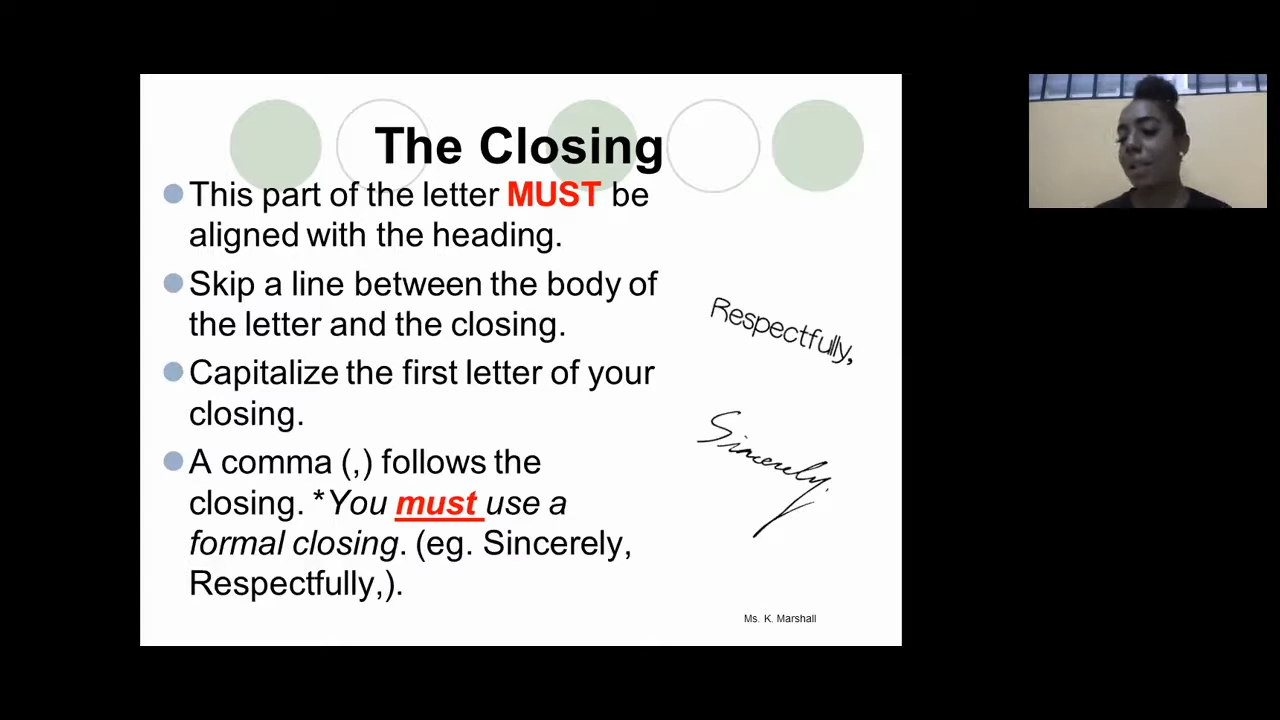 The Closing
This part of the letter MUST be
aligned with the heading.
Skip a line between the body of
the letter and the closing.
Capitalize the first letter of your
closing.
A comma (,) follows the
closing. *You must use a
formal closing. (eg. Sincerely,
Respectfully,).
Respectfully,
Sincerely,
Ms. K. Marshall